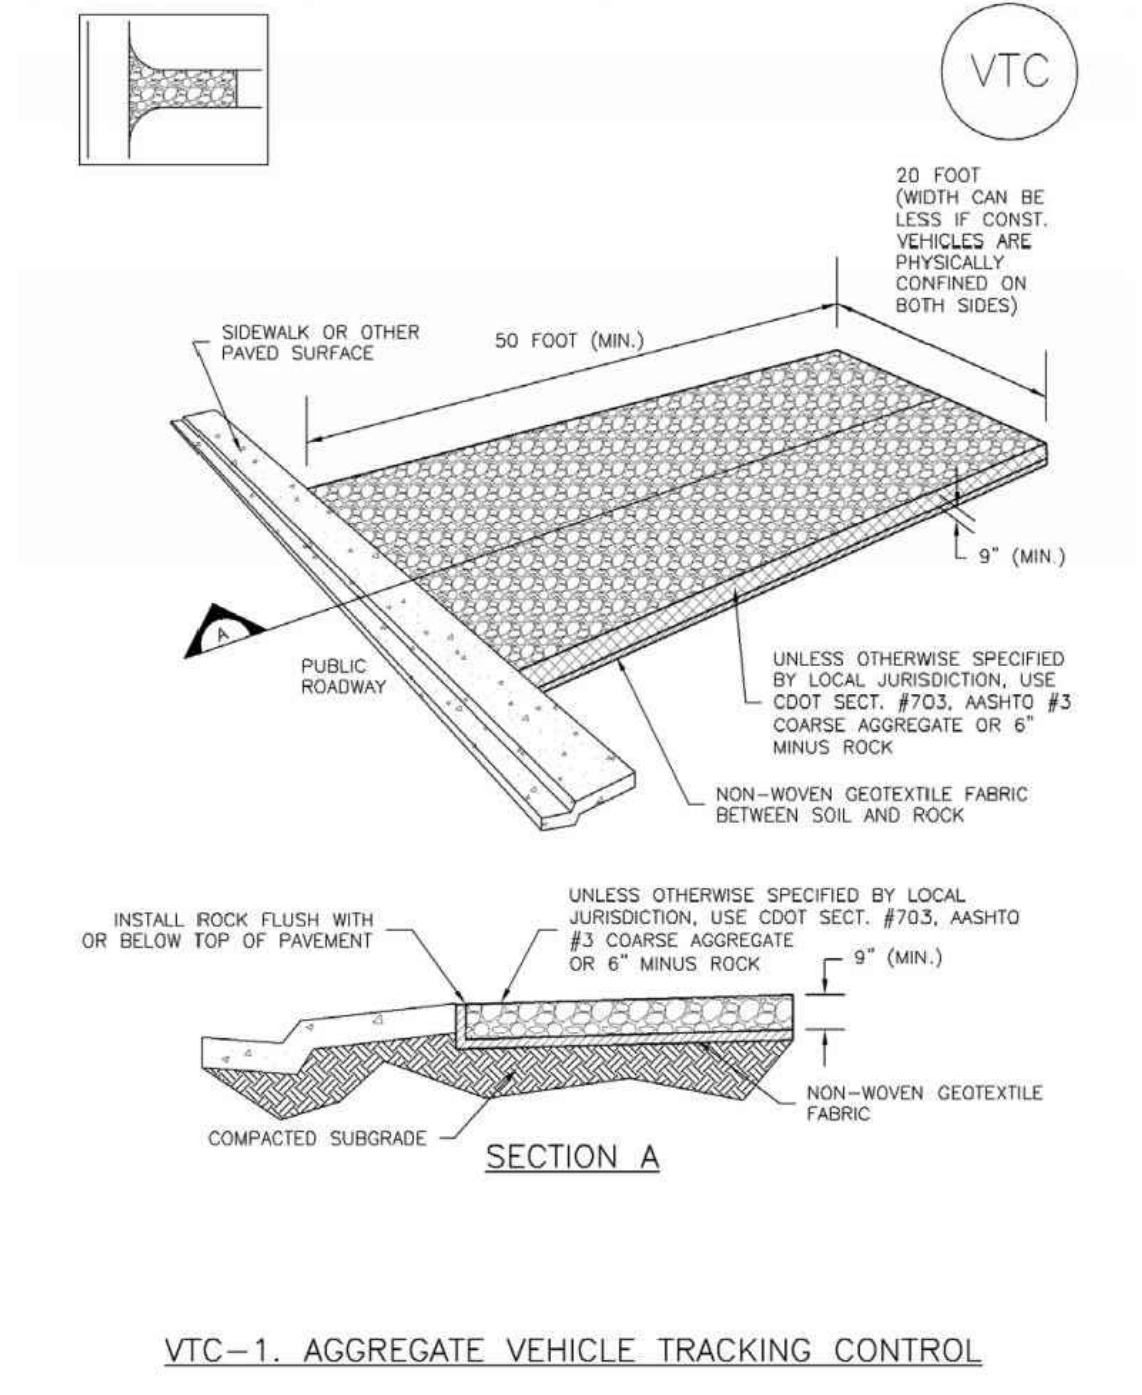 VTC
20 FOOT
(WIDTH CAN BE
LESS IF CONST.
VEHICLES ARE
PHYSICALLY
CONFINED ON
BOTH SIDES)
SIDEWALK OR OTHER
PAVED SURFACE
50 FOOT (MIN.)
9" (MIN.)
A
PUBLIC
ROADWAY
UNLESS OTHERWISE SPECIFIED
BY LOCAL JURISDICTION, USE
CDOT SECT. #703, AASHTO #3
COARSE AGGREGATE OR 6"
MINUS ROCK
NON-WOVEN GEOTEXTILE FABRIC
BETWEEN SOIL AND ROCK
INSTALL ROCK FLUSH WITH
OR BELOW TOP OF PAVEMENT
UNLESS OTHERWISE SPECIFIED BY LOCAL
JURISDICTION, USE CDOT SECT. #703, AASHTO
#3 COARSE AGGREGATE
OR 6" MINUS ROCK
9" (MIN.)
NON-WOVEN GEOTEXTILE
FABRIC
COMPACTED SUBGRADE
SECTION A
VTC-1. AGGREGATE VEHICLE TRACKING CONTROL